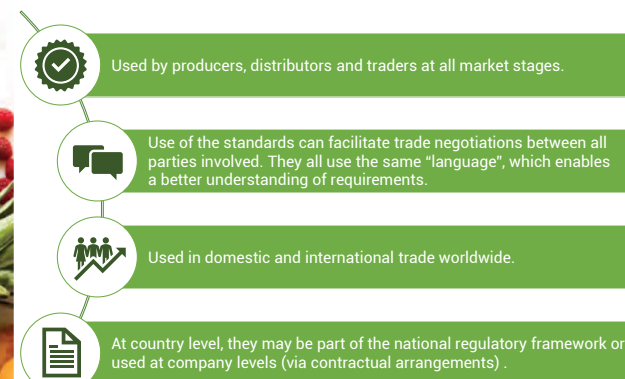 Used by producers, distributors and traders at all market stages.
Use of the standards can facilitate trade negotiations between all
parties involved. They all use the same “language”, which enables
a better understanding of requirements.
Used in domestic and international trade worldwide.
At country level, they may be part of the national regulatory framework or
used at company levels (via contractual arrangements) .